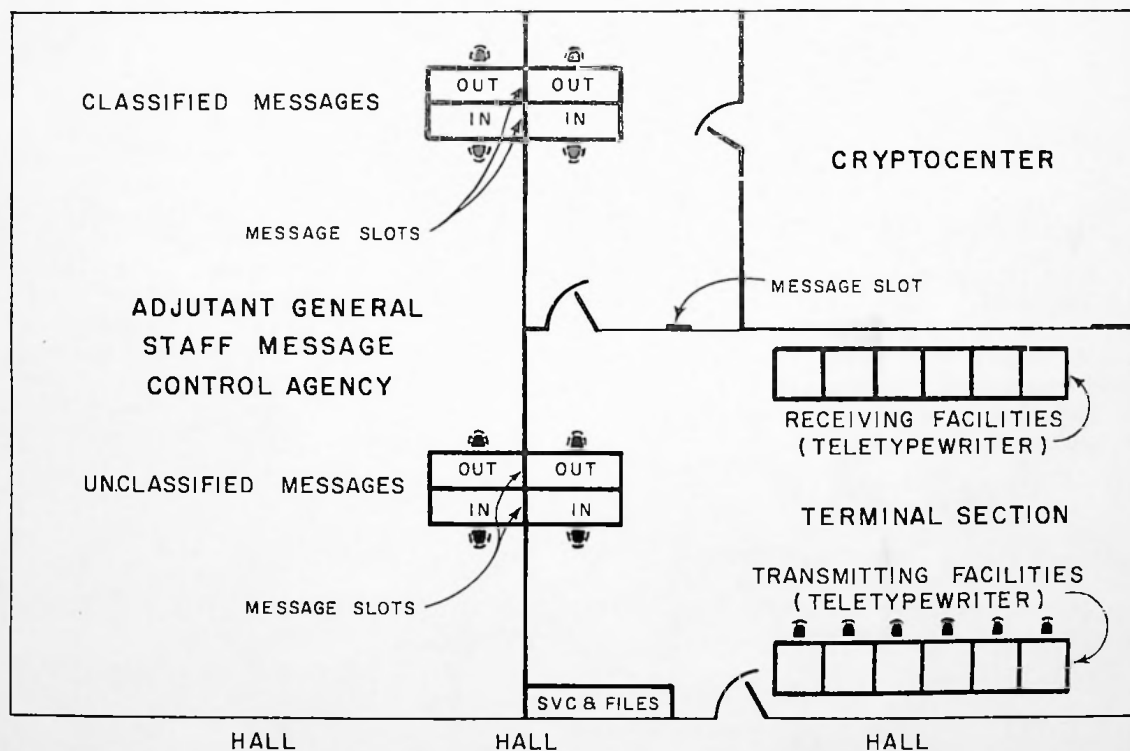 CLASSIFIED MESSAGES
OUT OUT
IN IN
MESSAGE SLOTS
CRYPTOCENTER
MESSAGE SLOT
ADJUTANT GENERAL
STAFF MESSAGE
CONTROL AGENCY
RECEIVING FACILITIES
(TELETYPEWRITER)
UNCLASSIFIED MESSAGES
OUT OUT
IN IN
MESSAGE SLOTS
TERMINAL SECTION
TRANSMITTING FACILITIES
(TELETYPEWRITER)
SVC & FILES
HALL HALL HALL